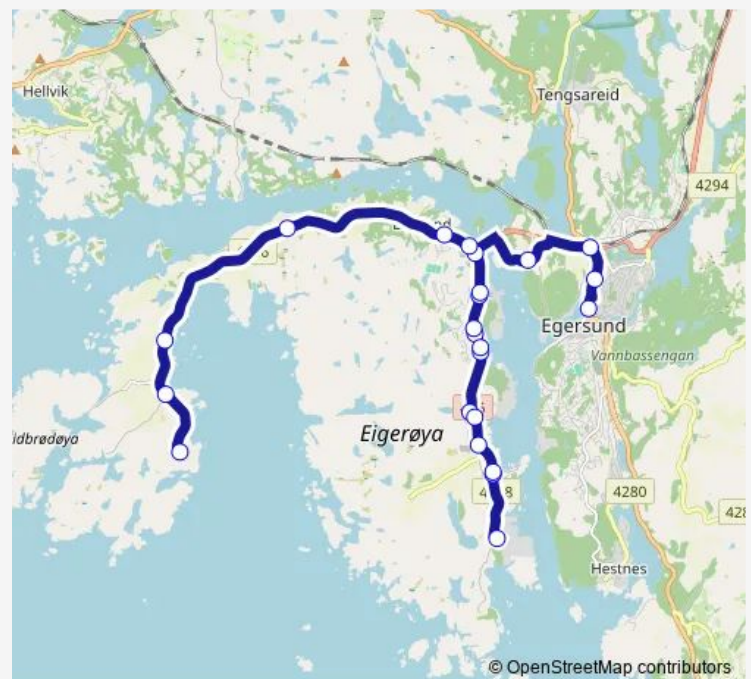 Hellvik
Tengsareid
4294
Egersund
Vannbassengan
Eigerøya
4280
Hestnes
© OpenStreetMap contributors